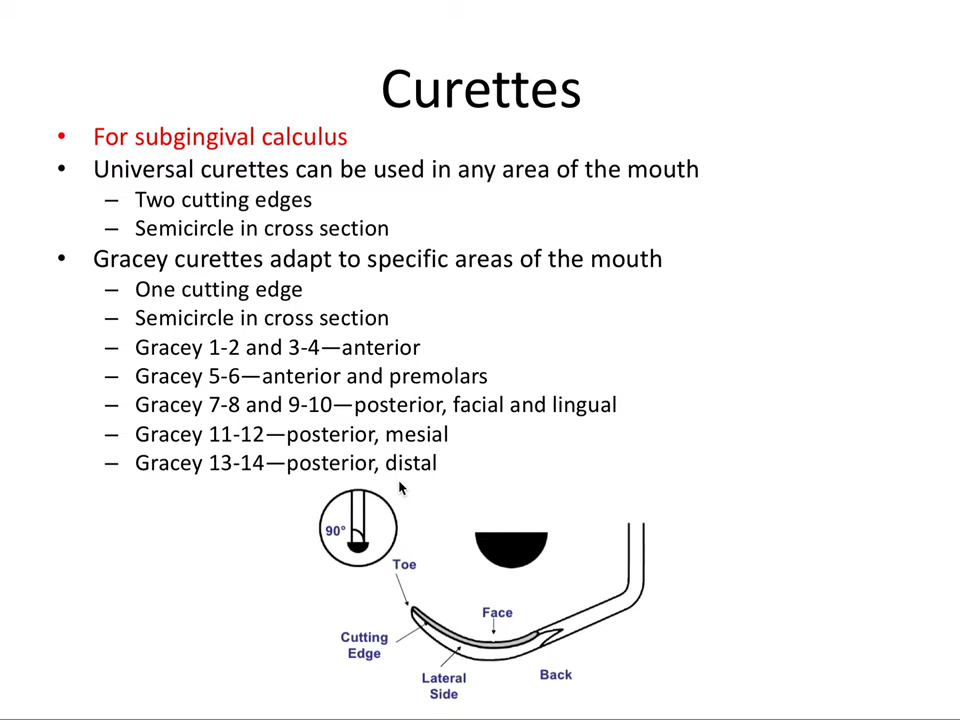 Curettes
• For subgingival calculus
• Universal curettes can be used in any area of the mouth
– Two cutting edges
– Semicircle in cross section
• Gracey curettes adapt to specific areas of the mouth
– One cutting edge
– Semicircle in cross section
– Gracey 1-2 and 3-4—anterior
– Gracey 5-6—anterior and premolars
– Gracey 7-8 and 9-10—posterior, facial and lingual
– Gracey 11-12—posterior, mesial
– Gracey 13-14—posterior, distal
90°
Toe
Face
Cutting
Edge
Lateral
Side
Back